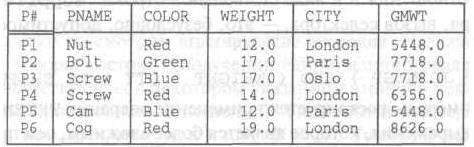 P# PNAME COLOR WEIGHT CITY GMWT
P1 Nut Red 12.0 London 5448.0
P2 Bolt Green 17.0 Paris 7718.0
P3 Screw Blue 17.0 Oslo 7718.0
P4 Screw Red 14.0 London 6356.0
P5 Cam Blue 12.0 Paris 5448.0
P6 Cog Red 19.0 London 8626.0